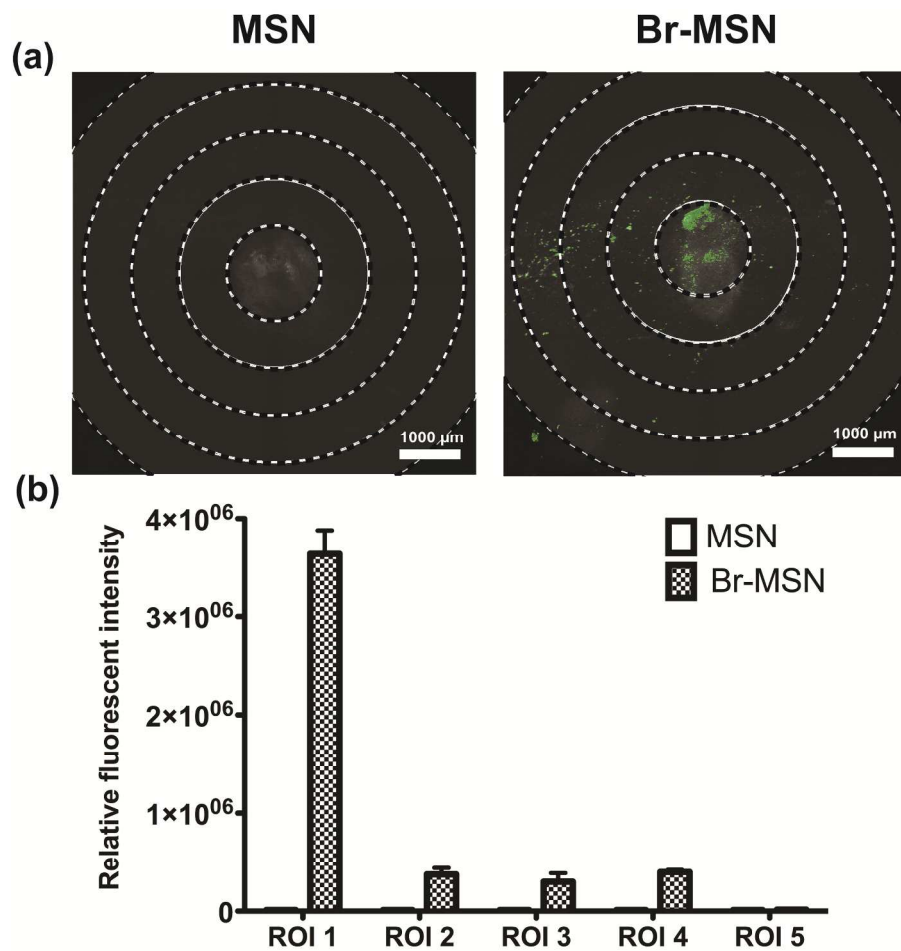 MSN Br-MSN
(a)
1000 µm 1000 µm
(b)
4×10⁰⁶
3×10⁰⁶
2×10⁰⁶
1×10⁰⁶
0
Relative fluorescent intensity
MSN
Br-MSN
ROI 1 ROI 2 ROI 3 ROI 4 ROI 5